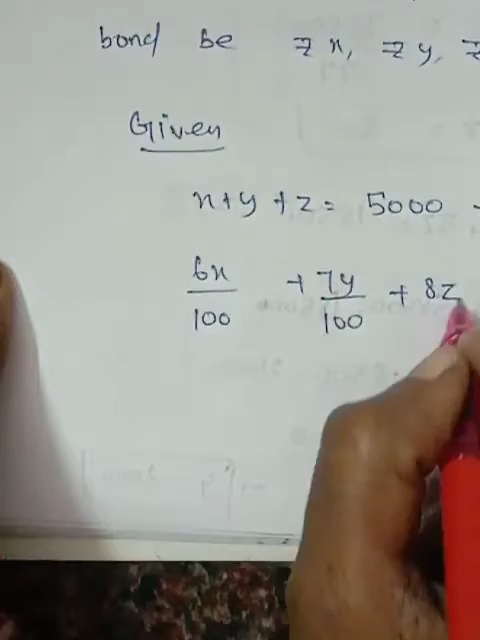 bond be ₹ x, ₹ y, ₹
Given
x + y + z = 5000 -
6x/100 + 7y/100 + 8z